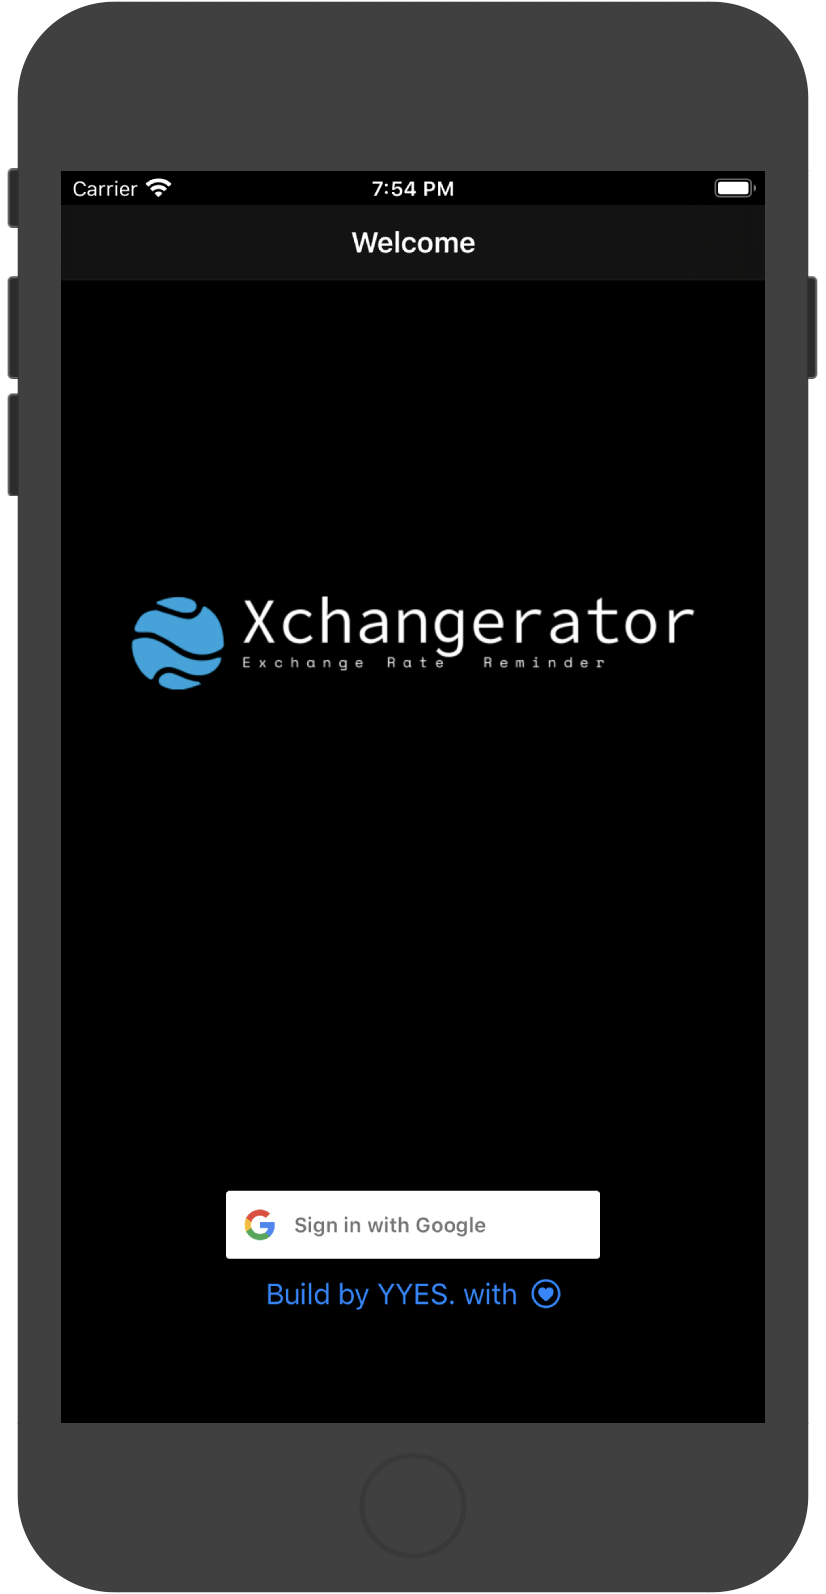 Carrier 7:54 PM
Welcome
Xchangerator
Exchange Rate Reminder
Sign in with Google
Build by YYES. with